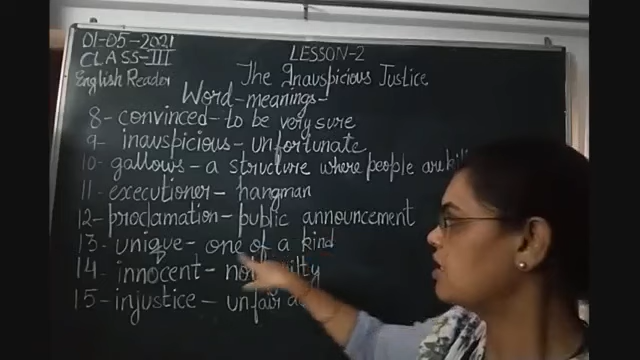 01-05-2021
CLASS-III
English Reader
LESSON-2
The Inauspicious Justice
Word-meanings-
8- convinced- to be very sure
9- inauspicious- unfortunate
10- gallows- a structure where people are
11- executioner- hangman
12- proclamation- public announcement
13- unique- one of a kind
14- innocent- not guilty
15- injustice- unfair